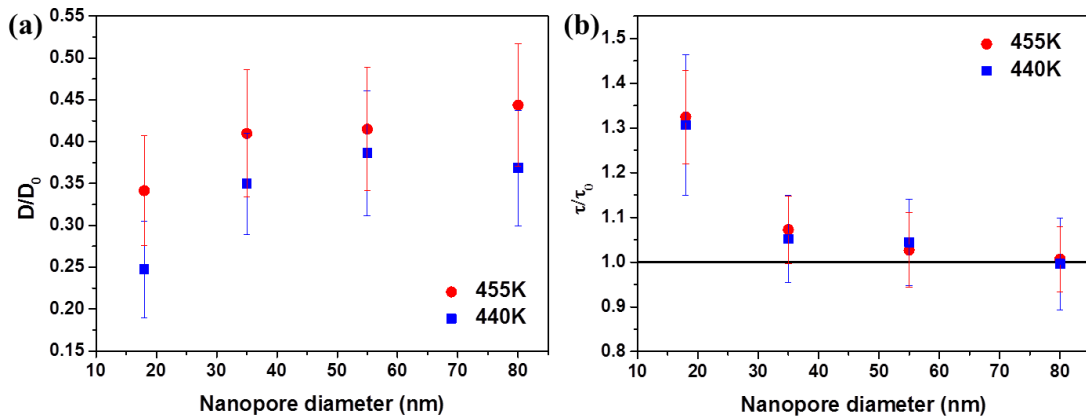 (a)
0.55
0.50
0.45
0.40
0.35
0.30
0.25
0.20
0.15
D/D0
455K
440K
10 20 30 40 50 60 70 80
Nanopore diameter (nm)
(b)
1.5
1.4
1.3
1.2
1.1
1.0
0.9
0.8
τ/τ0
455K
440K
10 20 30 40 50 60 70 80
Nanopore diameter (nm)